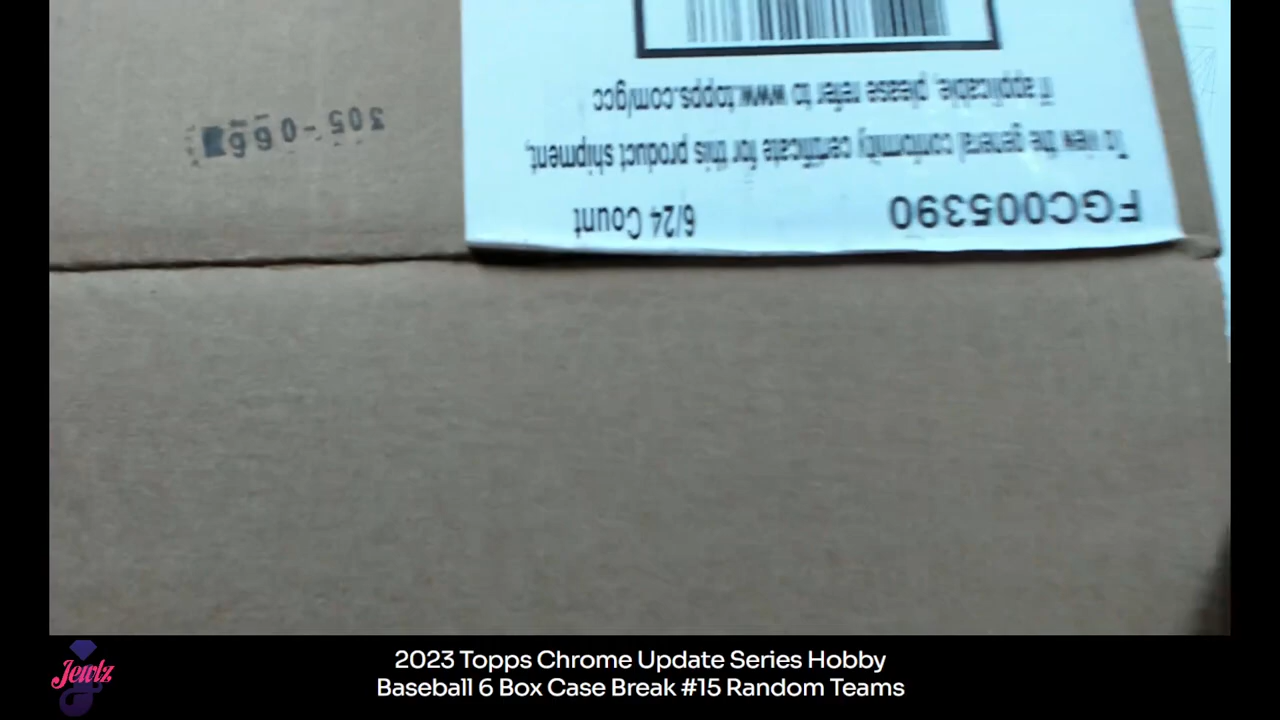 305-066
FGC005390 6/24 Count
To view the general conformity certificate for this product shipment,
if applicable, please refer to www.topps.com/gcc
Jewlz
2023 Topps Chrome Update Series Hobby
Baseball 6 Box Case Break #15 Random Teams